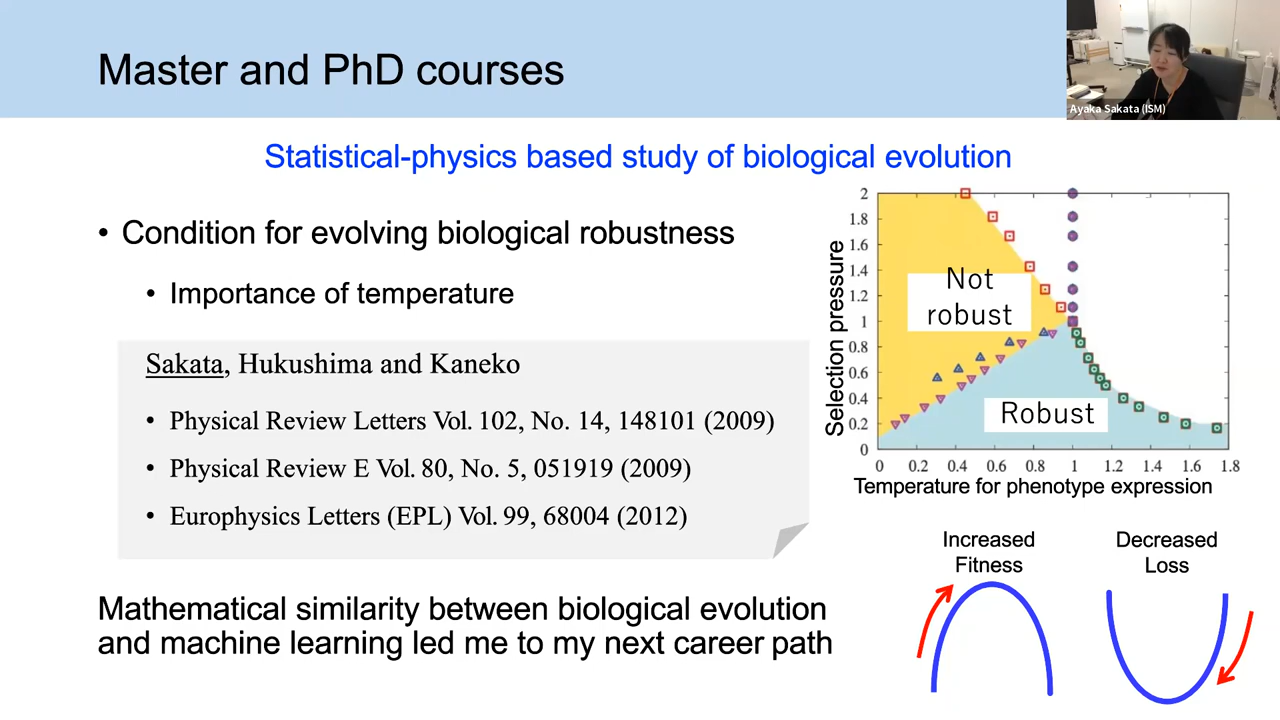 Master and PhD courses
Ayaka Sakata (ISM)
Statistical-physics based study of biological evolution
• Condition for evolving biological robustness
• Importance of temperature
Sakata, Hukushima and Kaneko
• Physical Review Letters Vol. 102, No. 14, 148101 (2009)
• Physical Review E Vol. 80, No. 5, 051919 (2009)
• Europhysics Letters (EPL) Vol. 99, 68004 (2012)
Mathematical similarity between biological evolution
and machine learning led me to my next career path
Selection pressure
2
1.8
1.6
1.4
1.2
1
0.8
0.6
0.4
0.2
0
Not
robust
Robust
0 0.2 0.4 0.6 0.8 1 1.2 1.4 1.6 1.8
Temperature for phenotype expression
Increased
Fitness
Decreased
Loss